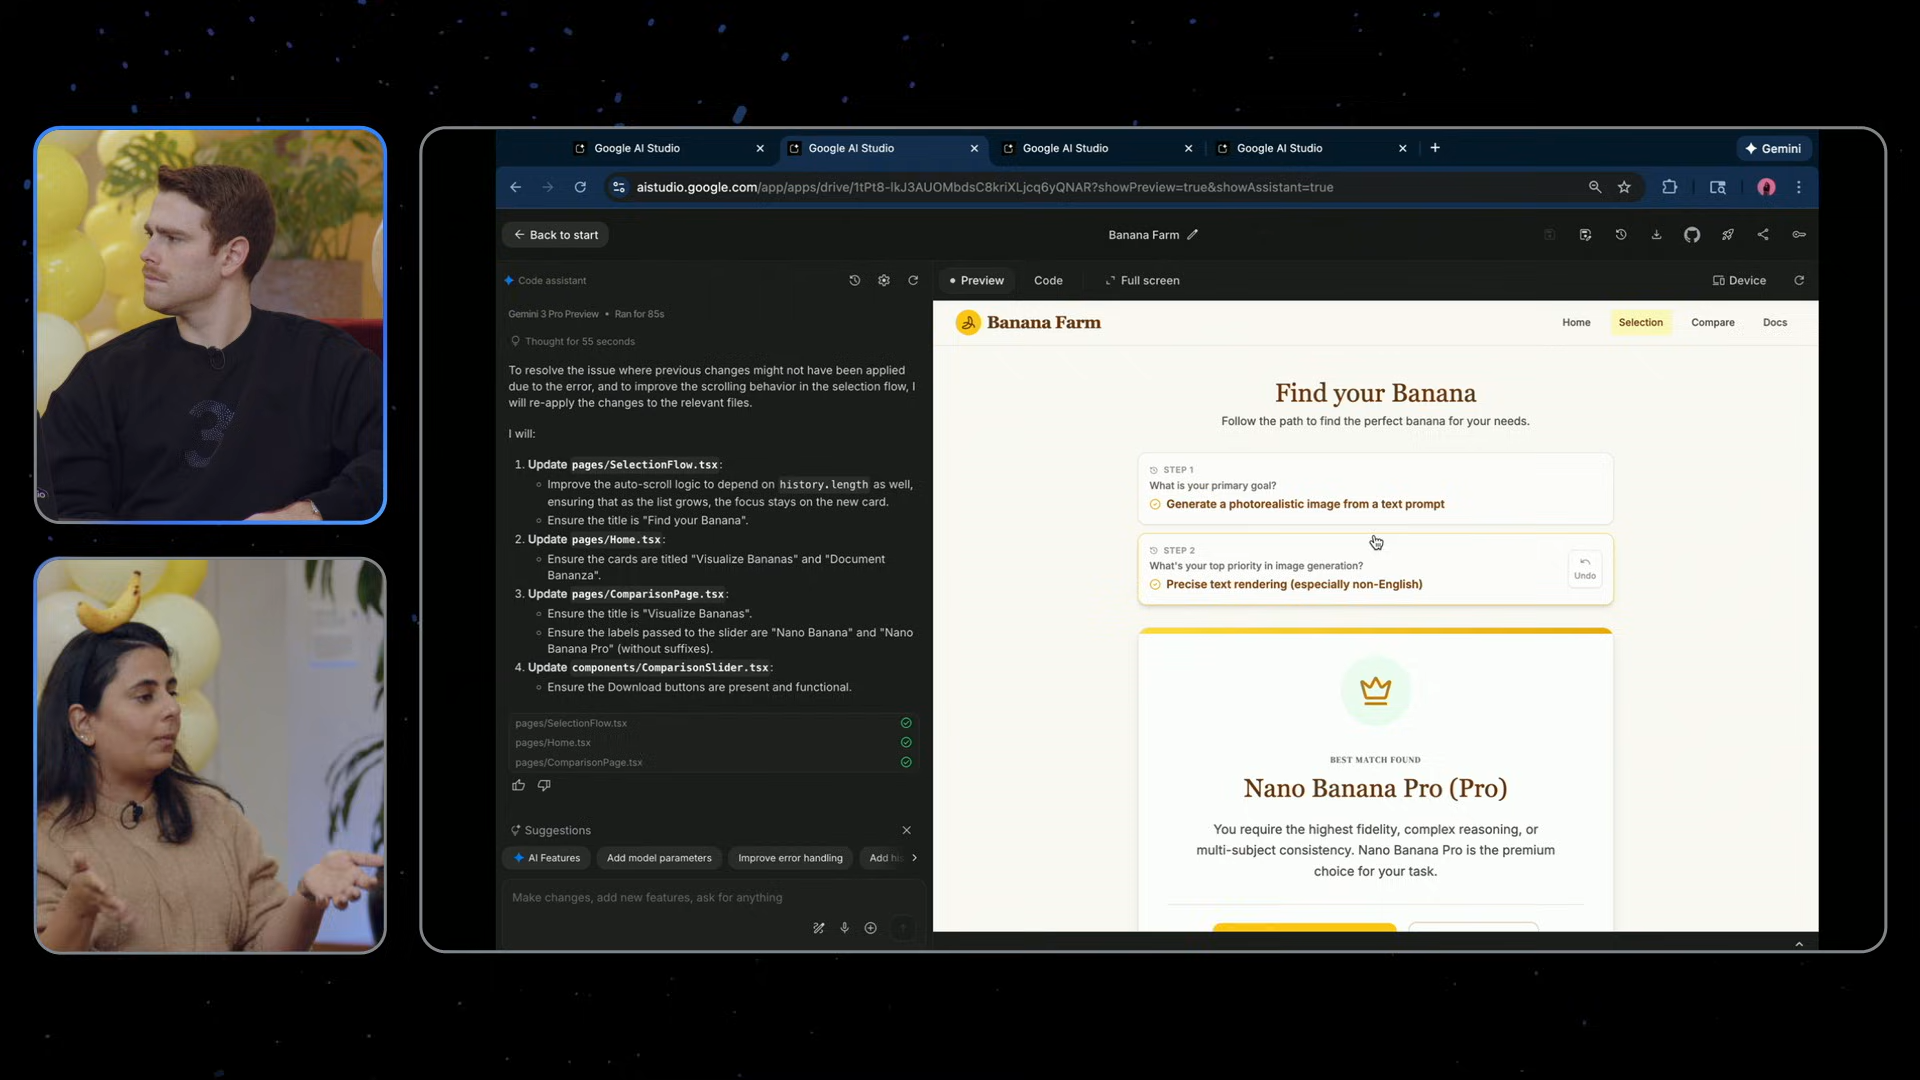 Google AI Studio
Google AI Studio
Google AI Studio
Google AI Studio
Gemini
aistudio.google.com/app/apps/drive/1tPt8-lkJ3AUOMbdsC8kriXLjcq6yQNAR?showPreview=true&showAssistant=true
Back to start
Banana Farm
Code assistant
Preview
Code
Full screen
Device
Gemini 3 Pro Preview • Ran for 85s
Thought for 55 seconds
To resolve the issue where previous changes might not have been applied
due to the error, and to improve the scrolling behavior in the selection flow, I
will re-apply the changes to the relevant files.
I will:
1. Update pages/SelectionFlow.tsx:
Improve the auto-scroll logic to depend on history.length as well,
ensuring that as the list grows, the focus stays on the new card.
Ensure the title is "Find your Banana".
2. Update pages/Home.tsx:
Ensure the cards are titled "Visualize Bananas" and "Document
Bananza".
3. Update pages/ComparisonPage.tsx:
Ensure the title is "Visualize Bananas".
Ensure the labels passed to the slider are "Nano Banana" and "Nano
Banana Pro" (without suffixes).
4. Update components/ComparisonSlider.tsx:
Ensure the Download buttons are present and functional.
pages/SelectionFlow.tsx
pages/Home.tsx
pages/ComparisonPage.tsx
Suggestions
AI Features
Add model parameters
Improve error handling
Add
Make changes, add new features, ask for anything
Banana Farm
Home
Selection
Compare
Docs
Find your Banana
Follow the path to find the perfect banana for your needs.
STEP 1
What is your primary goal?
Generate a photorealistic image from a text prompt
STEP 2
What's your top priority in image generation?
Precise text rendering (especially non-English)
Undo
BEST MATCH FOUND
Nano Banana Pro (Pro)
You require the highest fidelity, complex reasoning, or
multi-subject consistency. Nano Banana Pro is the premium
choice for your task.
3